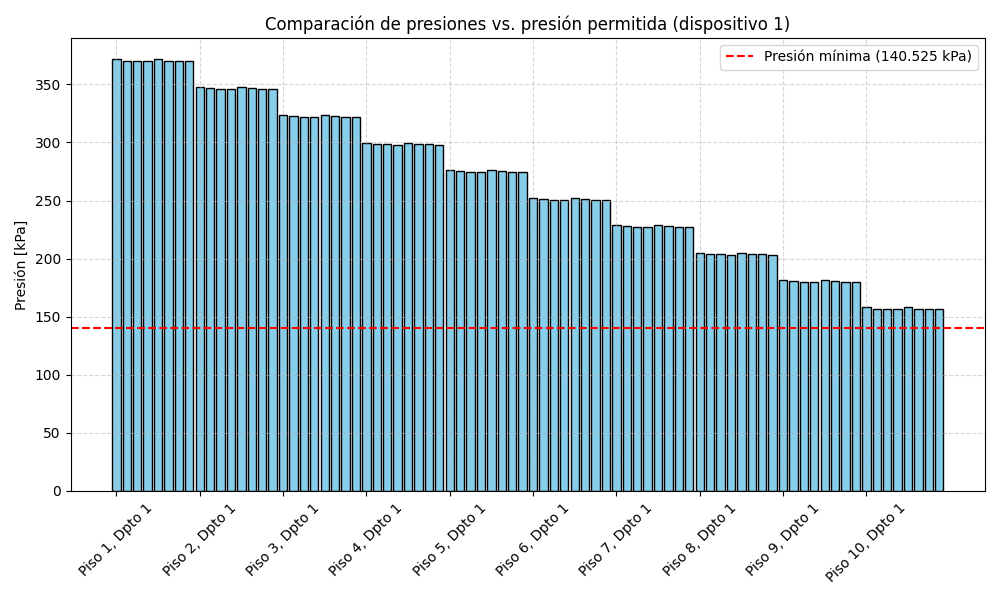 Comparación de presiones vs. presión permitida (dispositivo 1)
Presión mínima (140.525 kPa)
Presión [kPa]
350
300
250
200
150
100
50
0
Piso 1, Dpto 1
Piso 2, Dpto 1
Piso 3, Dpto 1
Piso 4, Dpto 1
Piso 5, Dpto 1
Piso 6, Dpto 1
Piso 7, Dpto 1
Piso 8, Dpto 1
Piso 9, Dpto 1
Piso 10, Dpto 1